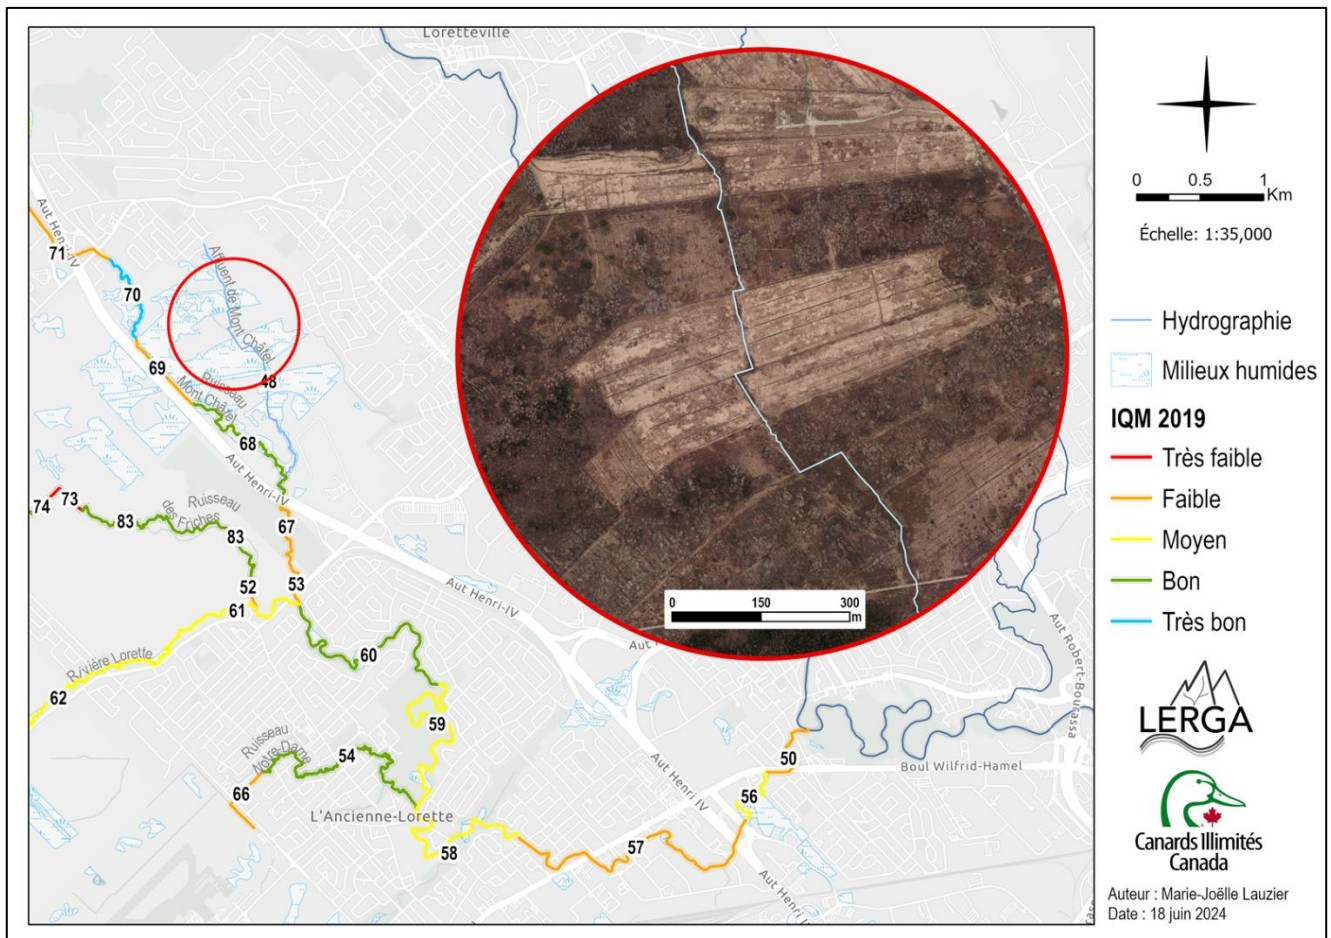 Loretteville
Aut Henri-IV
71
70
Affluent de Mont Châtel
69
48
Ruisseau
Mont Châtel
68
Aut Henri-IV
74
73
83
Ruisseau
des Friches
83
67
52
53
61
Aut Henri-IV
Rivière Lorette
60
62
59
Ruisseau
Notre-Dame
54
66
L'Ancienne-Lorette
58
57
Aut Henri IV
56
50
Boul Wilfrid-Hamel
Aut Robert-Bourassa
Aut Henri IV
0 150 300
m
0 0.5 1
Km
Échelle: 1:35,000
Hydrographie
Milieux humides
IQM 2019
Très faible
Faible
Moyen
Bon
Très bon
LERGA
Canards Illimités
Canada
Auteur : Marie-Joëlle Lauzier
Date : 18 juin 2024